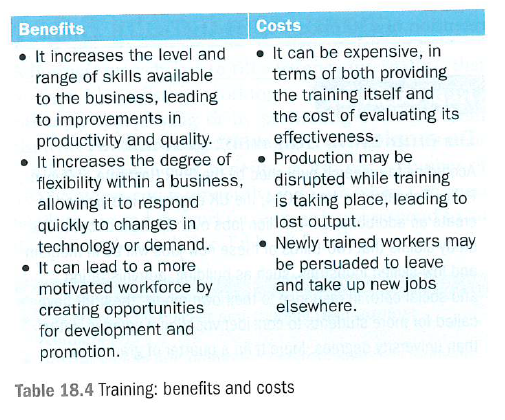 Benefits
• It increases the level and
range of skills available
to the business, leading
to improvements in
productivity and quality.
• It increases the degree of
flexibility within a business,
allowing it to respond
quickly to changes in
technology or demand.
• It can lead to a more
motivated workforce by
creating opportunities
for development and
promotion.
Costs
• It can be expensive, in
terms of both providing
the training itself and
the cost of evaluating its
effectiveness.
• Production may be
disrupted while training
is taking place, leading to
lost output.
• Newly trained workers may
be persuaded to leave
and take up new jobs
elsewhere.
Table 18.4 Training: benefits and costs